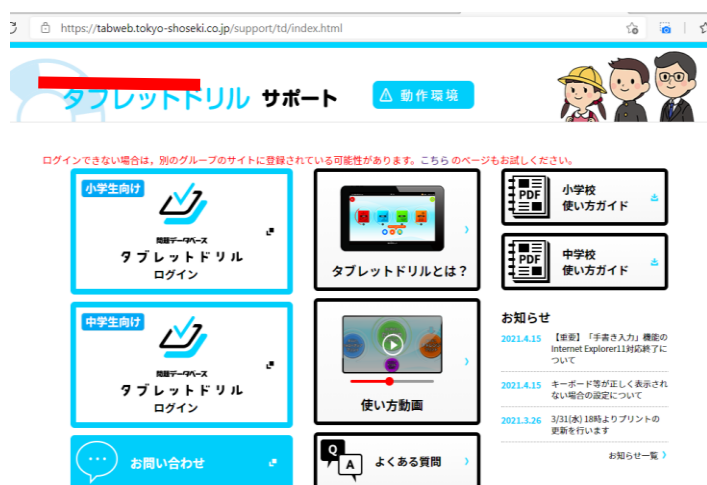 https://tabweb.tokyo-shoseki.co.jp/support/td/index.html
タブレットドリル サポート
動作環境
ログインできない場合は，別のグループのサイトに登録されている可能性があります。こちら のページもお試しください。
小学生向け
問題データベース
タブレットドリル
ログイン
タブレットドリルとは？
PDF
小学校
使い方ガイド
PDF
中学校
使い方ガイド
中学生向け
問題データベース
タブレットドリル
ログイン
使い方動画
お知らせ
2021.4.15 【重要】「手書き入力」機能の
Internet Explorer11対応終了に
ついて
2021.4.15 キーボード等が正しく表示され
ない場合の設定について
2021.3.26 3/31(水) 18時よりプリントの
更新を行います
お知らせ一覧
お問い合わせ
Q
A
よくある質問